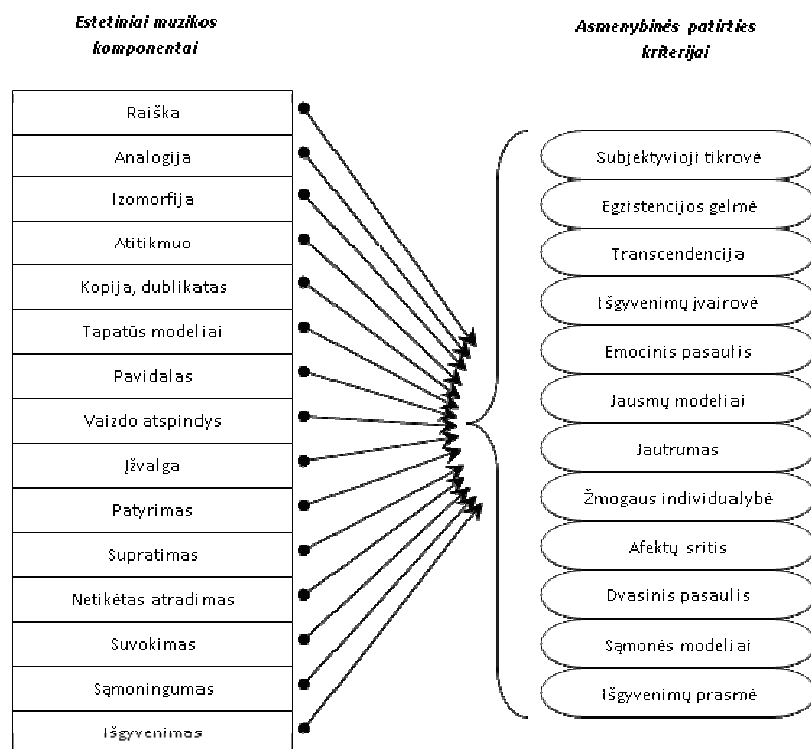 Estetiniai muzikos
komponentai
Raiška
Analogija
Izomorfija
Atitikmuo
Kopija, dublikatas
Tapatūs modeliai
Pavidalas
Vaizdo atspindys
Įžvalga
Patyrimas
Supratimas
Netikėtas atradimas
Suvokimas
Sąmoningumas
Išgyvenimas
Asmenybinės patirties
kriterijai
Subjektyvioji tikrovė
Egzistencijos gelmė
Transcendencija
Išgyvenimų įvairovė
Emocinis pasaulis
Jausmų modeliai
Jautrumas
Žmogaus individualybė
Afektų sritis
Dvasinis pasaulis
Sąmonės modeliai
Išgyvenimų prasmė